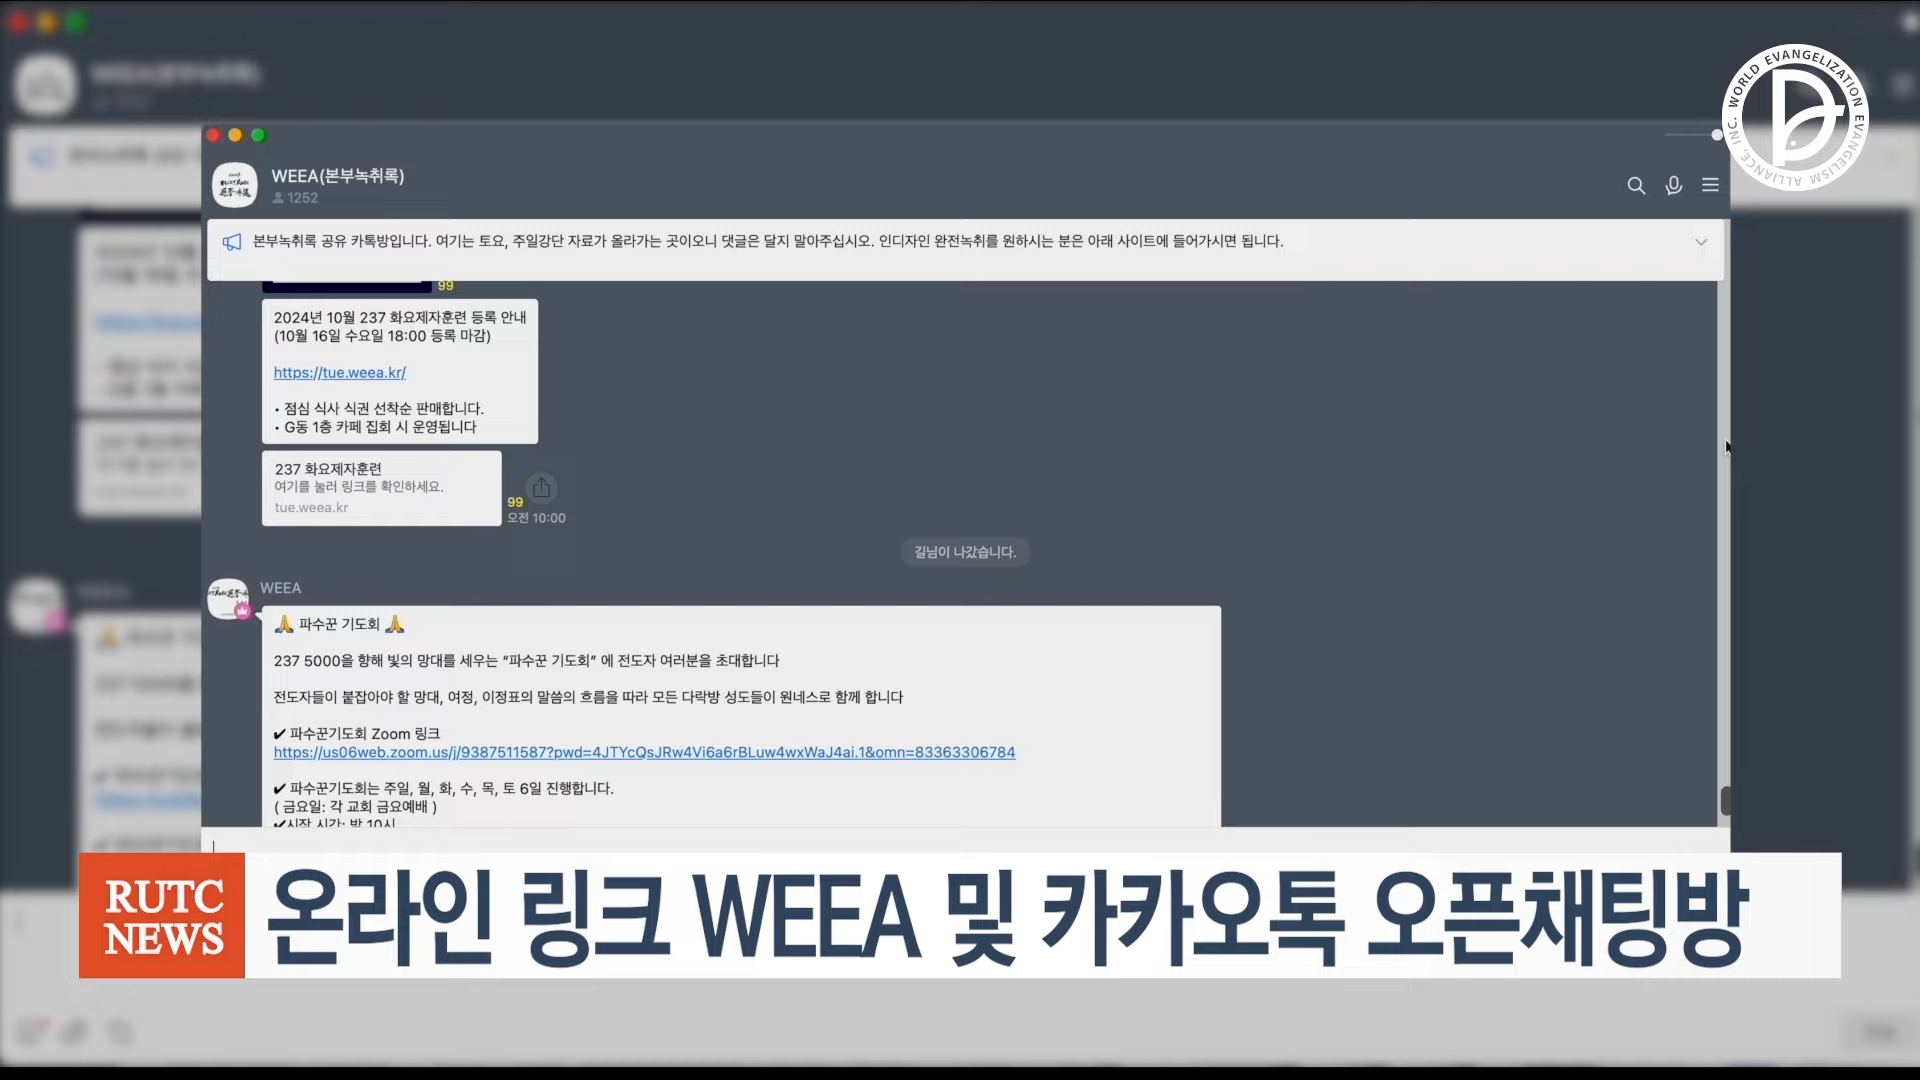 WORLD EVANGELIZATION EVANGELISM ALLIANCE, INC.
WEEA(본부녹취록)
1252
본부녹취록 공유 카톡방입니다. 여기는 토요, 주일강단 자료가 올라가는 곳이오니 댓글은 달지 말아주십시오. 인디자인 완전녹취를 원하시는 분은 아래 사이트에 들어가시면 됩니다.
99
2024년 10월 237 화요제자훈련 등록 안내
(10월 16일 수요일 18:00 등록 마감)
https://tue.weea.kr/
• 점심 식사 식권 선착순 판매합니다.
• G동 1층 카페 집회 시 운영됩니다
237 화요제자훈련
여기를 눌러 링크를 확인하세요.
tue.weea.kr
99
오전 10:00
길님이 나갔습니다.
WEEA
🙏 파수꾼 기도회 🙏
237 5000을 향해 빛의 망대를 세우는 “파수꾼 기도회” 에 전도자 여러분을 초대합니다
전도자들이 붙잡아야 할 망대, 여정, 이정표의 말씀의 흐름을 따라 모든 다락방 성도들이 원네스로 함께 합니다
✔ 파수꾼기도회 Zoom 링크
https://us06web.zoom.us/j/9387511587?pwd=4JTYcQsJRw4Vi6a6rBLuw4wxWaJ4ai.1&omn=83363306784
✔ 파수꾼기도회는 주일, 월, 화, 수, 목, 토 6일 진행합니다.
( 금요일: 각 교회 금요예배 )
✔시작 시간: 밤 10시
RUTC
NEWS
온라인 링크 WEEA 및 카카오톡 오픈채팅방